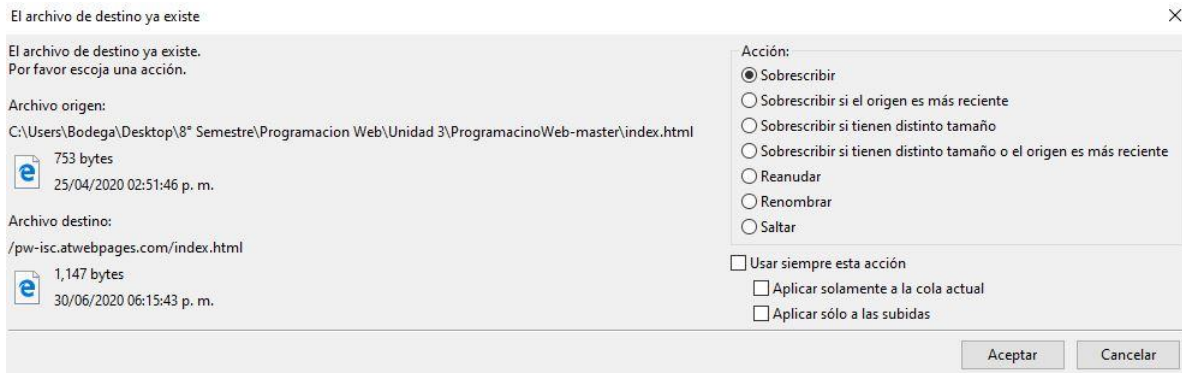 El archivo de destino ya existe
El archivo de destino ya existe.
Por favor escoja una acción.
Archivo origen:
C:\Users\Bodega\Desktop\8° Semestre\Programacion Web\Unidad 3\ProgramacinoWeb-master\index.html
753 bytes
25/04/2020 02:51:46 p. m.
Archivo destino:
/pw-isc.atwebpages.com/index.html
1,147 bytes
30/06/2020 06:15:43 p. m.
Acción:
Sobrescribir
Sobrescribir si el origen es más reciente
Sobrescribir si tienen distinto tamaño
Sobrescribir si tienen distinto tamaño o el origen es más reciente
Reanudar
Renombrar
Saltar
Usar siempre esta acción
Aplicar solamente a la cola actual
Aplicar sólo a las subidas
Aceptar
Cancelar